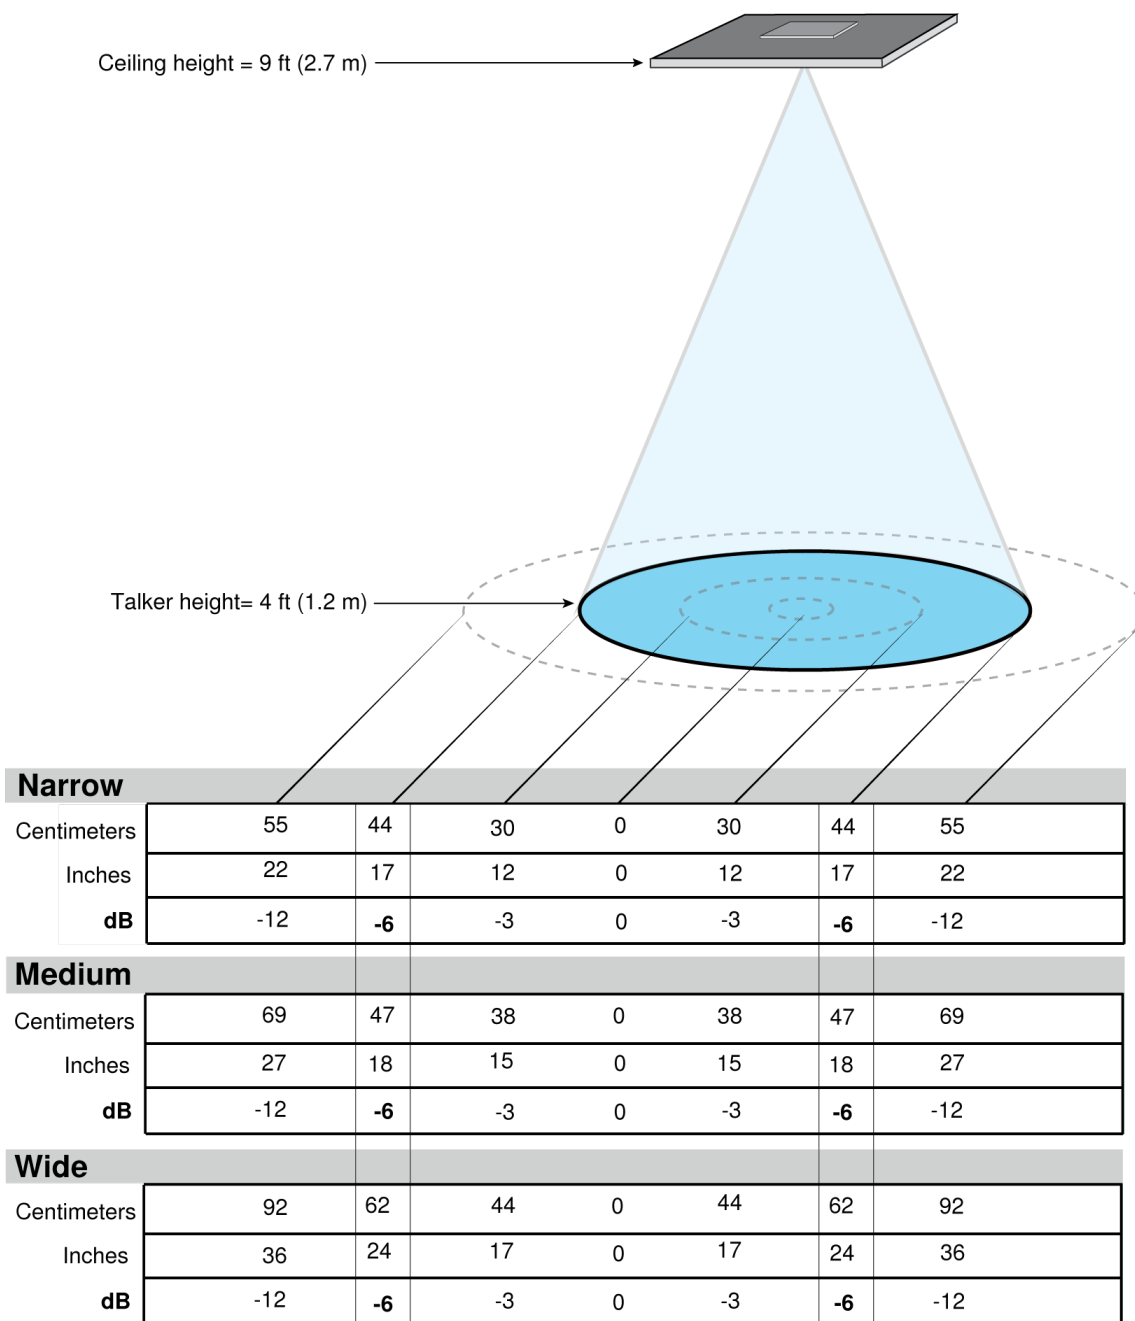 Ceiling height = 9 ft (2.7 m)
Talker height= 4 ft (1.2 m)
Narrow
Centimeters 55 44 30 0 30 44 55
Inches 22 17 12 0 12 17 22
dB -12 -6 -3 0 -3 -6 -12
Medium
Centimeters 69 47 38 0 38 47 69
Inches 27 18 15 0 15 18 27
dB -12 -6 -3 0 -3 -6 -12
Wide
Centimeters 92 62 44 0 44 62 92
Inches 36 24 17 0 17 24 36
dB -12 -6 -3 0 -3 -6 -12